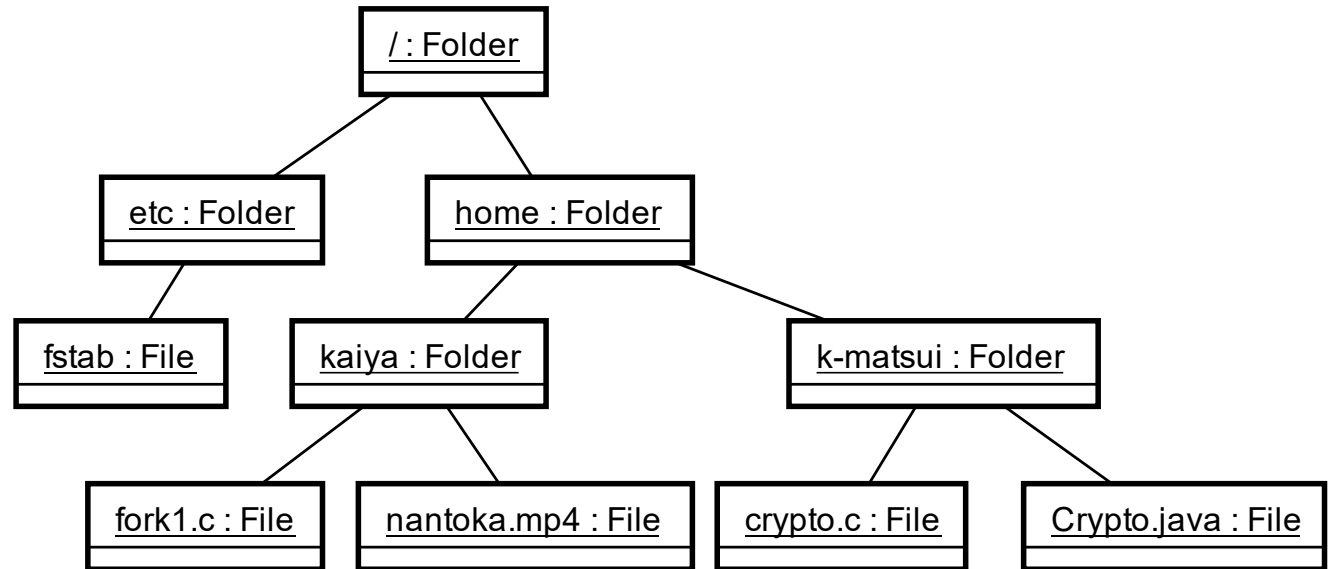 / : Folder
etc : Folder
home : Folder
fstab : File
kaiya : Folder
k-matsui : Folder
fork1.c : File
nantoka.mp4 : File
crypto.c : File
Crypto.java : File